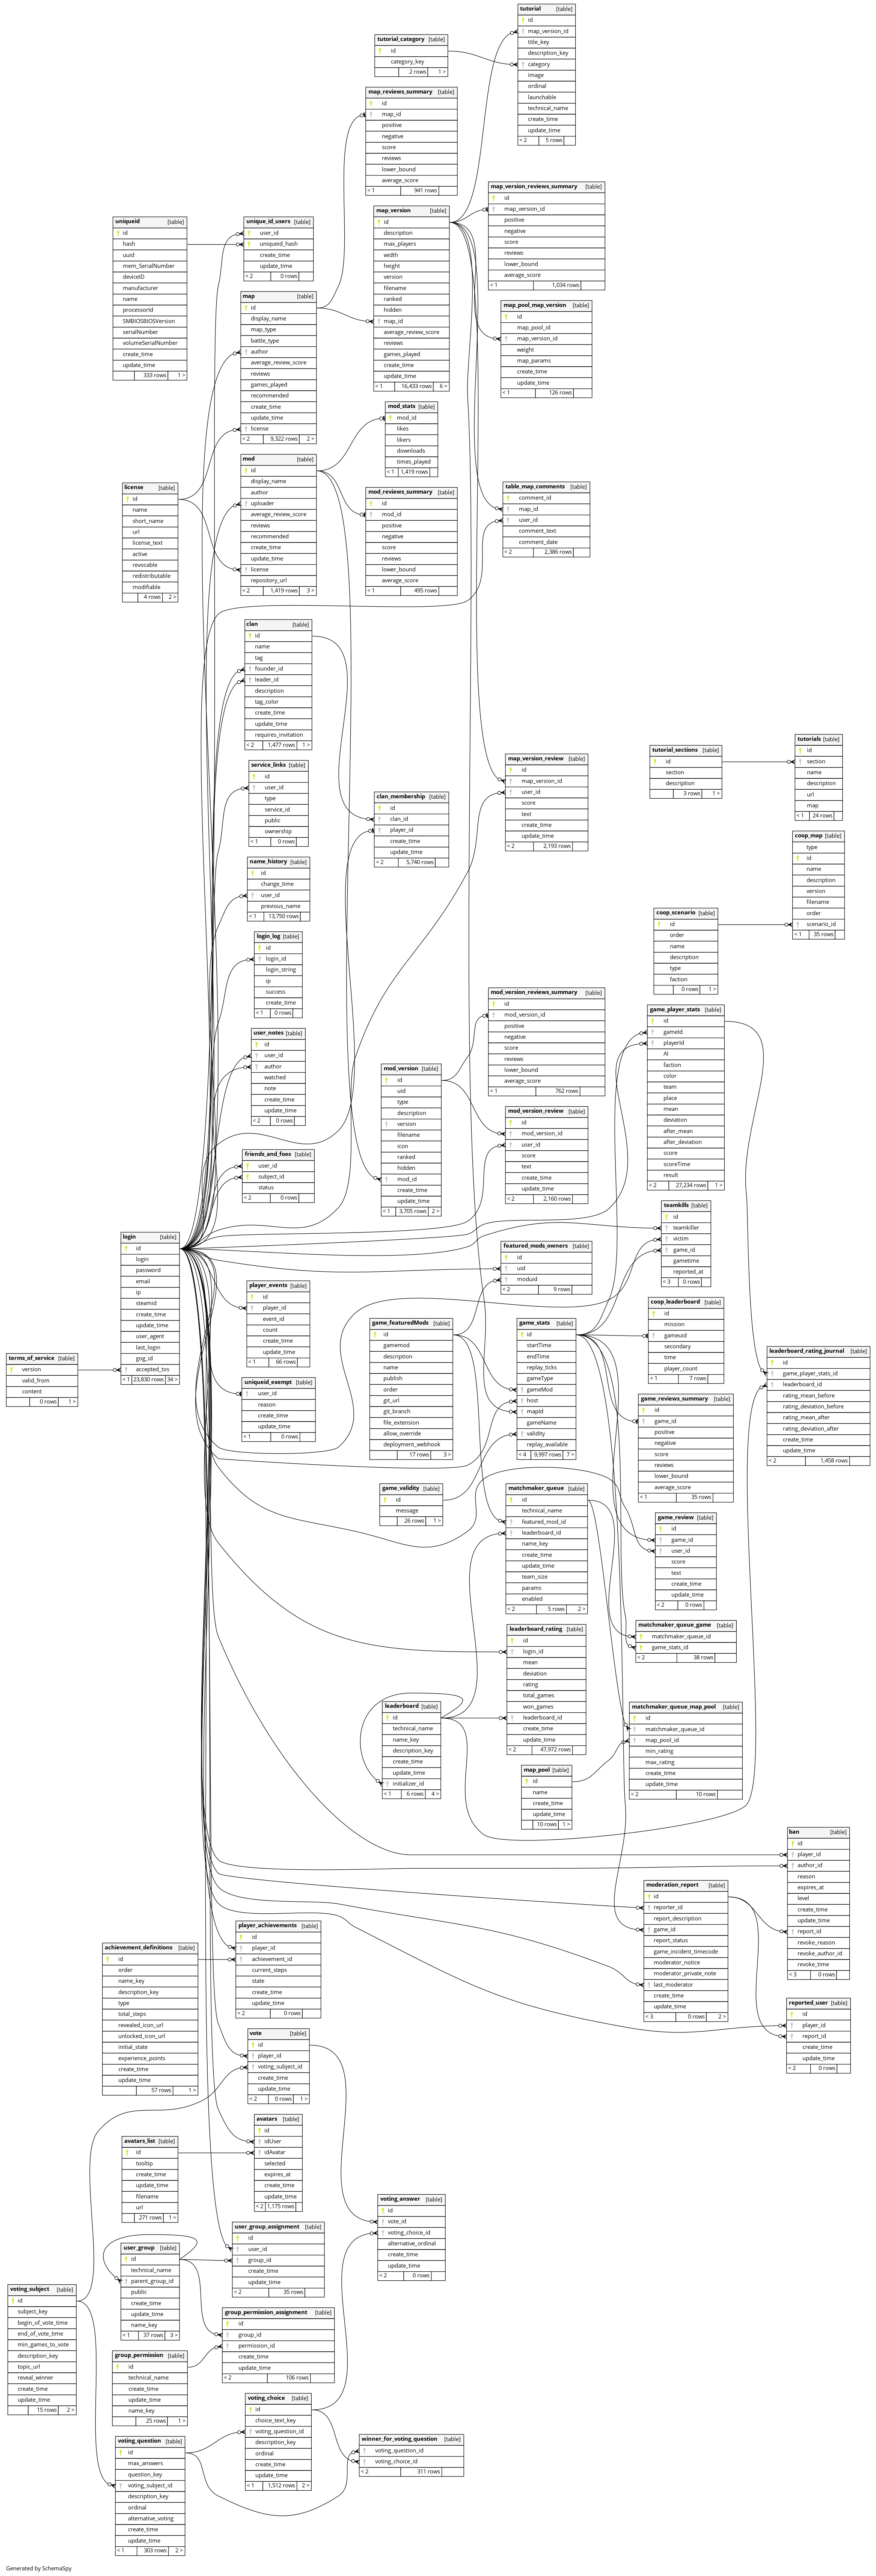 tutorial [table]
id
map_version_id
title_key
description_key
category
image
ordinal
launchable
technical_name
create_time
update_time
< 2 5 rows
tutorial_category [table]
id
category_key
2 rows 1 >
map_reviews_summary [table]
id
map_id
positive
negative
score
reviews
lower_bound
average_score
< 1 941 rows
map_version_reviews_summary [table]
id
map_version_id
positive
negative
score
reviews
lower_bound
average_score
< 1 1,034 rows
map_version [table]
id
description
max_players
width
height
version
filename
ranked
hidden
map_id
average_review_score
reviews
games_played
create_time
update_time
< 1 16,433 rows 6 >
uniqueid [table]
id
hash
uuid
mem_SerialNumber
deviceID
manufacturer
name
processorId
SMBIOSBIOSVersion
serialNumber
volumeSerialNumber
create_time
update_time
333 rows 1 >
unique_id_users [table]
user_id
uniqueid_hash
create_time
update_time
< 2 0 rows
map [table]
id
display_name
map_type
battle_type
author
average_review_score
reviews
games_played
recommended
create_time
update_time
license
< 2 9,322 rows 2 >
map_pool_map_version [table]
id
map_pool_id
map_version_id
weight
map_params
create_time
update_time
< 1 126 rows
mod_stats [table]
mod_id
likes
likers
downloads
times_played
< 1 1,419 rows
mod [table]
id
display_name
author
uploader
average_review_score
reviews
recommended
create_time
update_time
license
repository_url
< 2 1,419 rows 3 >
license [table]
id
name
short_name
url
license_text
active
revocable
redistributable
modifiable
4 rows 2 >
mod_reviews_summary [table]
id
mod_id
positive
negative
score
reviews
lower_bound
average_score
< 1 495 rows
table_map_comments [table]
comment_id
map_id
user_id
comment_text
comment_date
< 2 2,386 rows
clan [table]
id
name
tag
founder_id
leader_id
description
tag_color
create_time
update_time
requires_invitation
< 2 1,477 rows 1 >
service_links [table]
id
user_id
type
service_id
public
ownership
< 1 0 rows
clan_membership [table]
id
clan_id
player_id
create_time
update_time
< 2 5,740 rows
map_version_review [table]
id
map_version_id
user_id
score
text
create_time
update_time
< 2 2,193 rows
tutorial_sections [table]
id
section
description
3 rows 1 >
tutorials [table]
id
section
name
description
url
map
< 1 24 rows
coop_map [table]
type
id
name
description
version
filename
order
scenario_id
< 1 35 rows
name_history [table]
id
change_time
user_id
previous_name
< 1 13,750 rows
coop_scenario [table]
id
order
name
description
type
faction
0 rows 1 >
login_log [table]
id
login_id
login_string
ip
success
create_time
< 1 0 rows
mod_version_reviews_summary [table]
id
mod_version_id
positive
negative
score
reviews
lower_bound
average_score
< 1 762 rows
game_player_stats [table]
id
gameId
playerId
AI
faction
color
team
place
mean
deviation
after_mean
after_deviation
score
scoreTime
result
< 2 27,234 rows 1 >
user_notes [table]
id
user_id
author
watched
note
create_time
update_time
< 2 0 rows
mod_version [table]
id
uid
type
description
version
filename
icon
ranked
hidden
mod_id
create_time
update_time
< 1 3,705 rows 2 >
mod_version_review [table]
id
mod_version_id
user_id
score
text
create_time
update_time
< 2 2,160 rows
friends_and_foes [table]
user_id
subject_id
status
< 2 0 rows
teamkills [table]
id
teamkiller
victim
game_id
gametime
reported_at
< 3 0 rows
login [table]
id
login
password
email
ip
steamid
create_time
update_time
user_agent
last_login
gog_id
accepted_tos
< 1 23,830 rows 34 >
featured_mods_owners [table]
id
uid
moduid
< 2 9 rows
player_events [table]
id
player_id
event_id
count
create_time
update_time
< 1 66 rows
coop_leaderboard [table]
id
mission
gameuid
secondary
time
player_count
< 1 7 rows
game_featuredMods [table]
id
gamemod
description
name
publish
order
git_url
git_branch
file_extension
allow_override
deployment_webhook
17 rows 3 >
game_stats [table]
id
startTime
endTime
replay_ticks
gameType
gameMod
host
mapId
gameName
validity
replay_available
< 4 9,997 rows 7 >
terms_of_service [table]
version
valid_from
content
0 rows 1 >
leaderboard_rating_journal [table]
id
game_player_stats_id
leaderboard_id
rating_mean_before
rating_deviation_before
rating_mean_after
rating_deviation_after
create_time
update_time
< 2 1,458 rows
uniqueid_exempt [table]
user_id
reason
create_time
update_time
< 1 0 rows
game_reviews_summary [table]
id
game_id
positive
negative
score
reviews
lower_bound
average_score
< 1 35 rows
game_validity [table]
id
message
26 rows 1 >
matchmaker_queue [table]
id
technical_name
featured_mod_id
leaderboard_id
name_key
create_time
update_time
team_size
params
enabled
< 2 5 rows 2 >
game_review [table]
id
game_id
user_id
score
text
create_time
update_time
< 2 0 rows
matchmaker_queue_game [table]
matchmaker_queue_id
game_stats_id
< 2 38 rows
leaderboard_rating [table]
id
login_id
mean
deviation
rating
total_games
won_games
leaderboard_id
create_time
update_time
< 2 47,972 rows
leaderboard [table]
id
technical_name
name_key
description_key
create_time
update_time
initializer_id
< 1 6 rows 4 >
matchmaker_queue_map_pool [table]
id
matchmaker_queue_id
map_pool_id
min_rating
max_rating
create_time
update_time
< 2 10 rows
map_pool [table]
id
name
create_time
update_time
10 rows 1 >
ban [table]
id
player_id
author_id
reason
expires_at
level
create_time
update_time
report_id
revoke_reason
revoke_author_id
revoke_time
< 3 0 rows
moderation_report [table]
id
reporter_id
report_description
game_id
report_status
game_incident_timecode
moderator_notice
moderator_private_note
last_moderator
create_time
update_time
< 3 0 rows 2 >
player_achievements [table]
id
player_id
achievement_id
current_steps
state
create_time
update_time
< 2 0 rows
achievement_definitions [table]
id
order
name_key
description_key
type
total_steps
revealed_icon_url
unlocked_icon_url
initial_state
experience_points
create_time
update_time
57 rows 1 >
reported_user [table]
id
player_id
report_id
create_time
update_time
< 2 0 rows
vote [table]
id
player_id
voting_subject_id
create_time
update_time
< 2 0 rows 1 >
avatars [table]
id
idUser
idAvatar
selected
expires_at
create_time
update_time
< 2 1,175 rows
avatars_list [table]
id
tooltip
create_time
update_time
filename
url
271 rows 1 >
voting_answer [table]
id
vote_id
voting_choice_id
alternative_ordinal
create_time
update_time
< 2 0 rows
user_group_assignment [table]
id
user_id
group_id
create_time
update_time
< 2 35 rows
user_group [table]
id
technical_name
parent_group_id
public
create_time
update_time
name_key
< 1 37 rows 3 >
voting_subject [table]
id
subject_key
begin_of_vote_time
end_of_vote_time
min_games_to_vote
description_key
topic_url
reveal_winner
create_time
update_time
15 rows 2 >
group_permission_assignment [table]
id
group_id
permission_id
create_time
update_time
< 2 106 rows
group_permission [table]
id
technical_name
create_time
update_time
name_key
25 rows 1 >
voting_choice [table]
id
choice_text_key
voting_question_id
description_key
ordinal
create_time
update_time
< 1 1,512 rows 2 >
voting_question [table]
id
max_answers
question_key
voting_subject_id
description_key
ordinal
alternative_voting
create_time
update_time
< 1 303 rows 2 >
winner_for_voting_question [table]
voting_question_id
voting_choice_id
< 2 311 rows
Generated by SchemaSpy